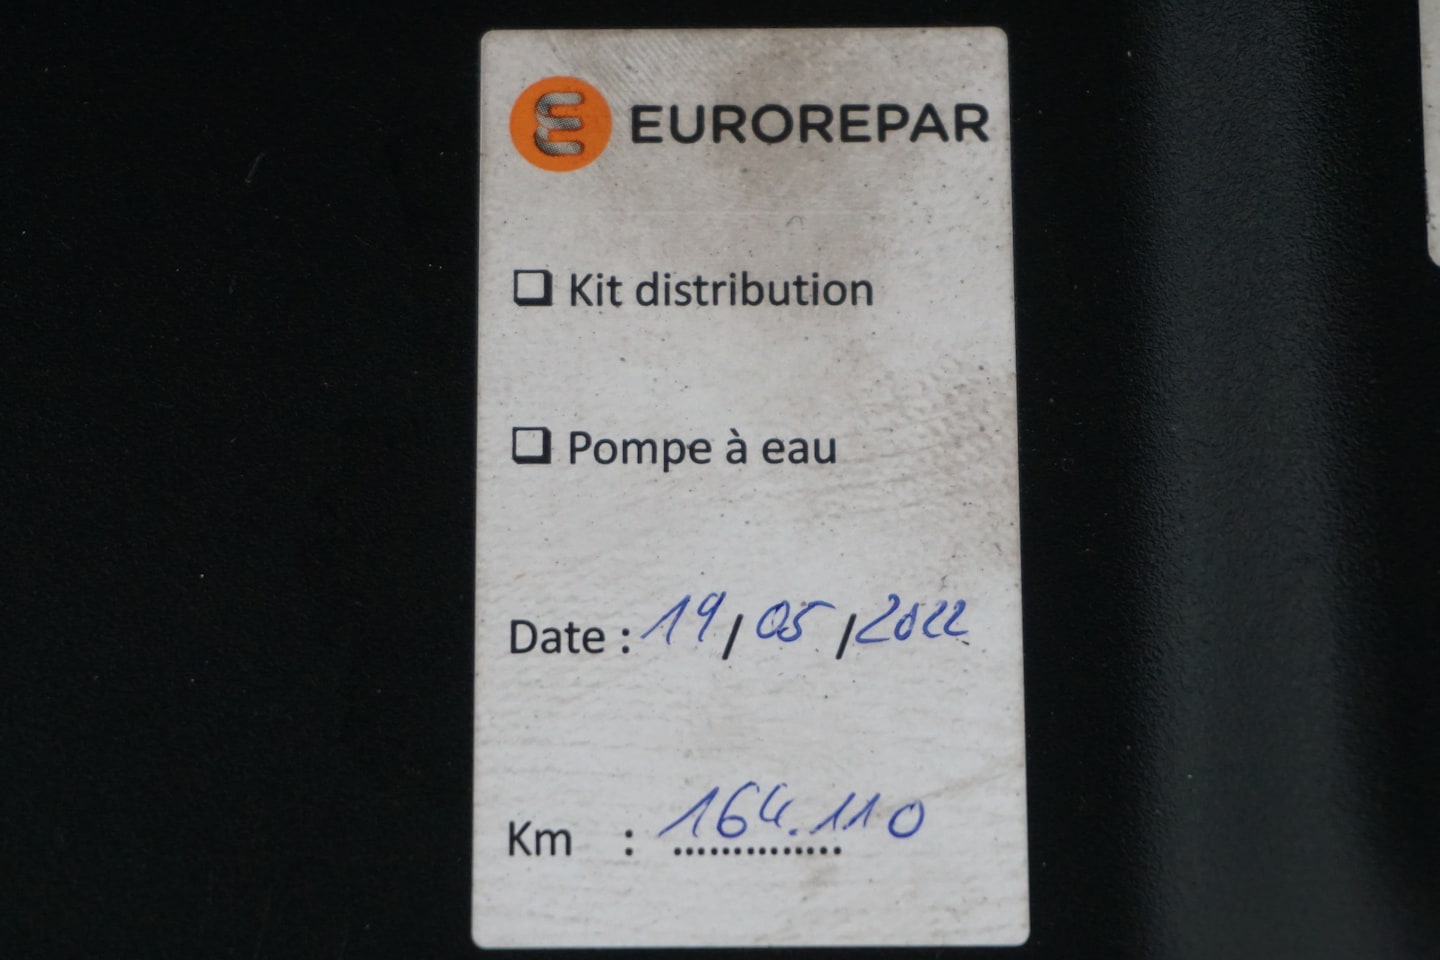 EUROREPAR
❏ Kit distribution
❏ Pompe à eau
Date : 19/05/2022
Km : 164.110